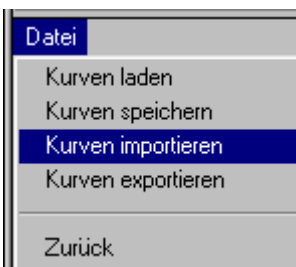 Datei
Kurven laden
Kurven speichern
Kurven importieren
Kurven exportieren
Zurück